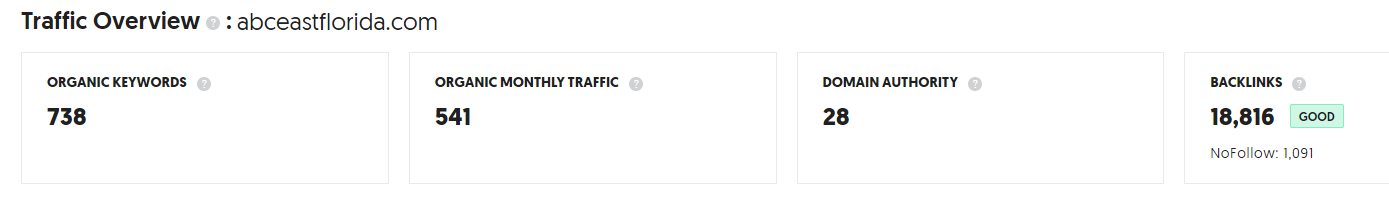 Traffic Overview ? : abceastflorida.com
ORGANIC KEYWORDS ?
738
ORGANIC MONTHLY TRAFFIC ?
541
DOMAIN AUTHORITY ?
28
BACKLINKS ?
18,816 GOOD
NoFollow: 1,091